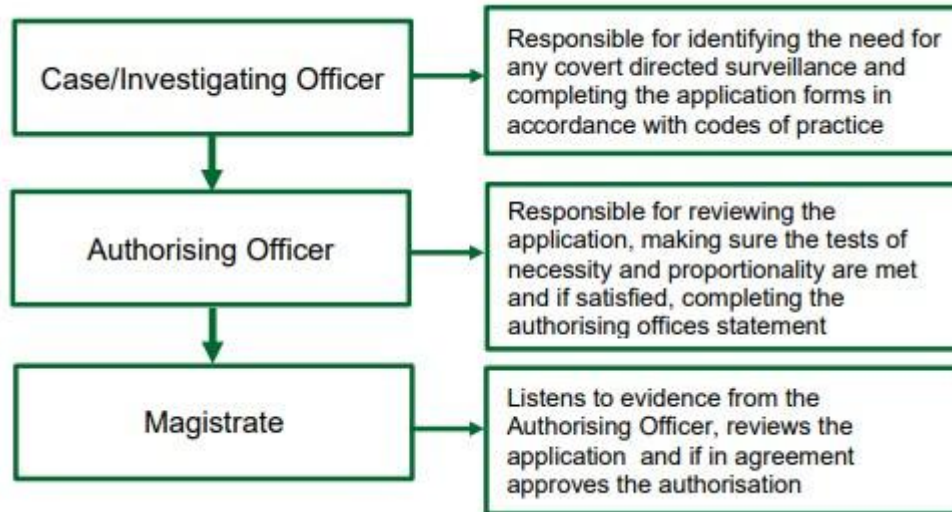 Case/Investigating Officer
Responsible for identifying the need for
any covert directed surveillance and
completing the application forms in
accordance with codes of practice
Authorising Officer
Responsible for reviewing the
application, making sure the tests of
necessity and proportionality are met
and if satisfied, completing the
authorising offices statement
Magistrate
Listens to evidence from the
Authorising Officer, reviews the
application and if in agreement
approves the authorisation